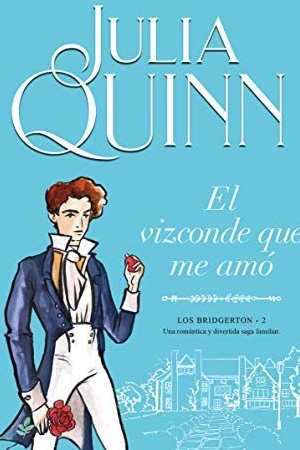 JULIA
QUINN
El
vizconde que
me amó
LOS BRIDGERTON - 2
Una romántica y divertida saga familiar.